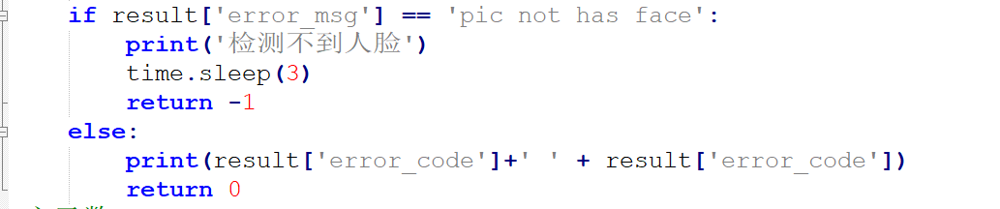 if result['error_msg'] == 'pic not has face':
print('检测不到人脸')
time.sleep(3)
return -1
else:
print(result['error_code']+' ' + result['error_code'])
return 0